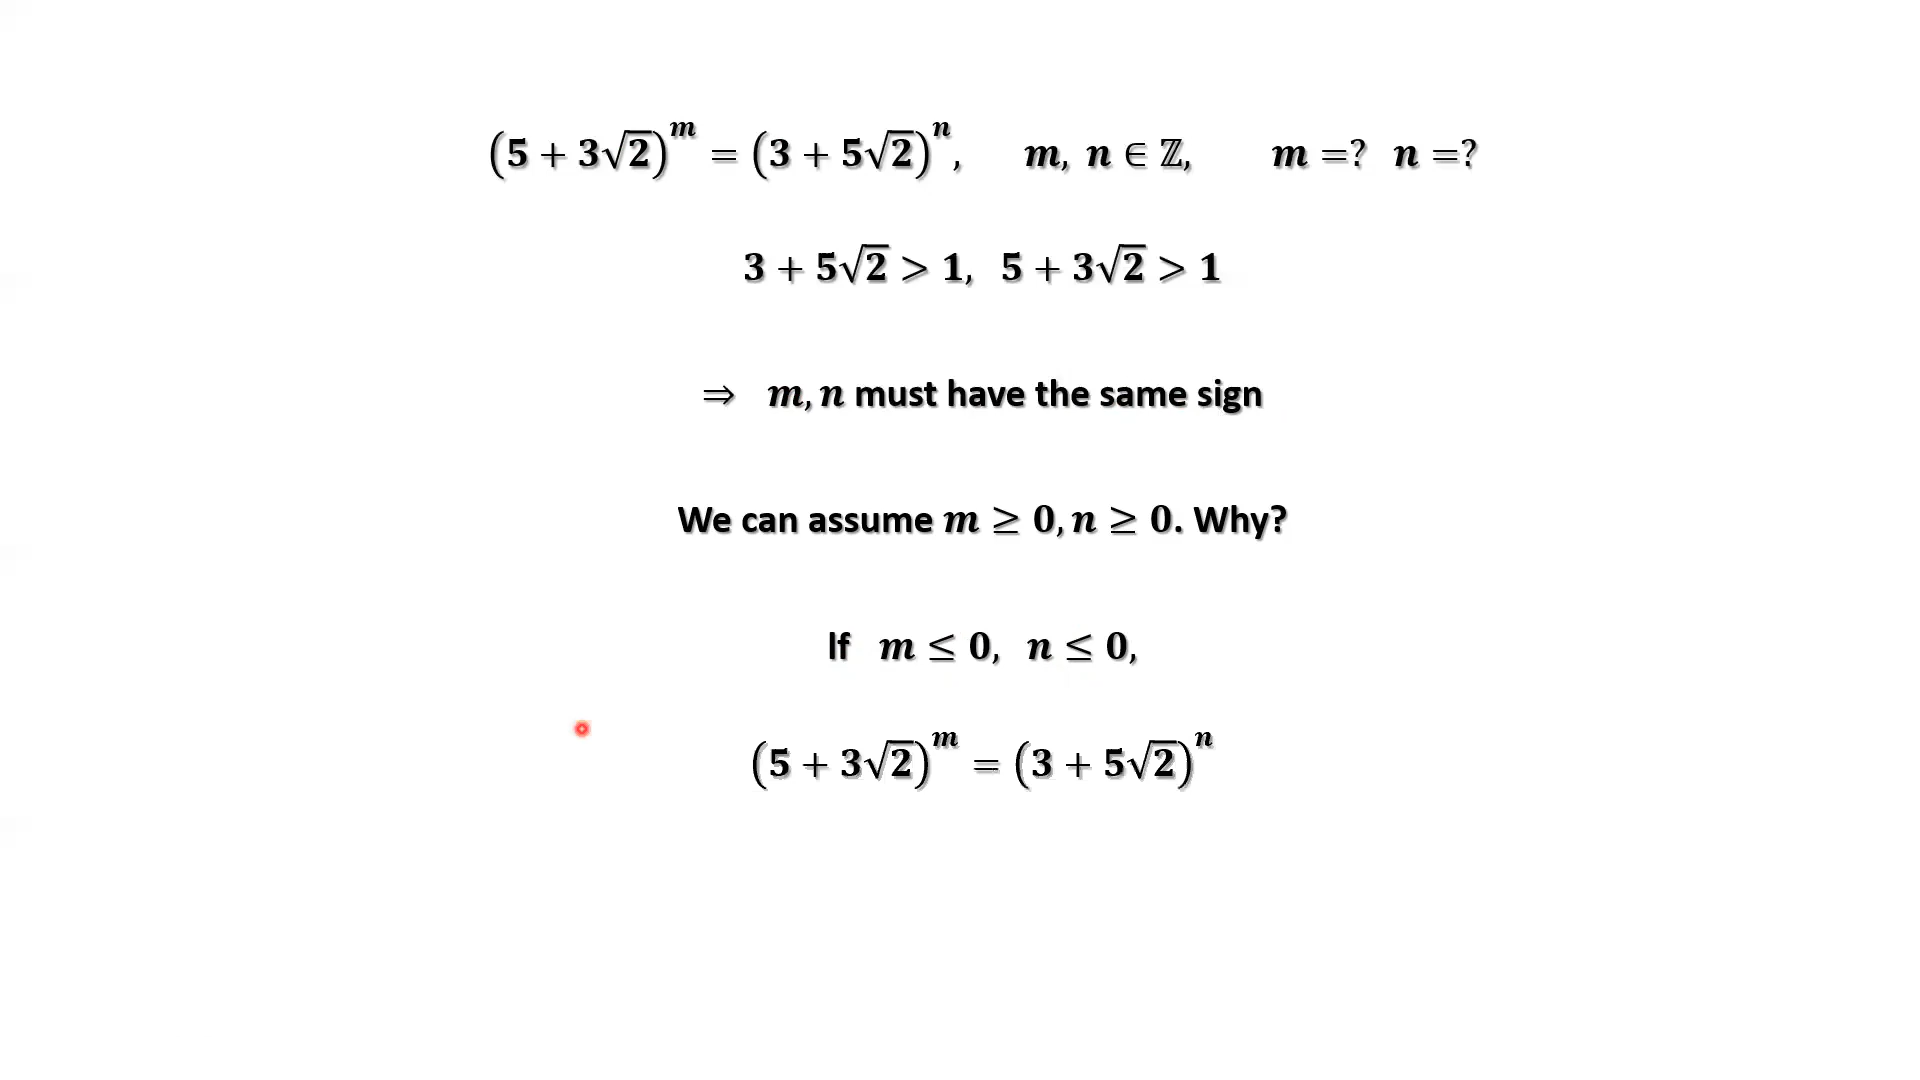 (5 + 3√2)^m = (3 + 5√2)^n, m, n ∈ ℤ, m =? n =?
3 + 5√2 > 1, 5 + 3√2 > 1
⇒ m, n must have the same sign
We can assume m ≥ 0, n ≥ 0. Why?
If m ≤ 0, n ≤ 0,
(5 + 3√2)^m = (3 + 5√2)^n